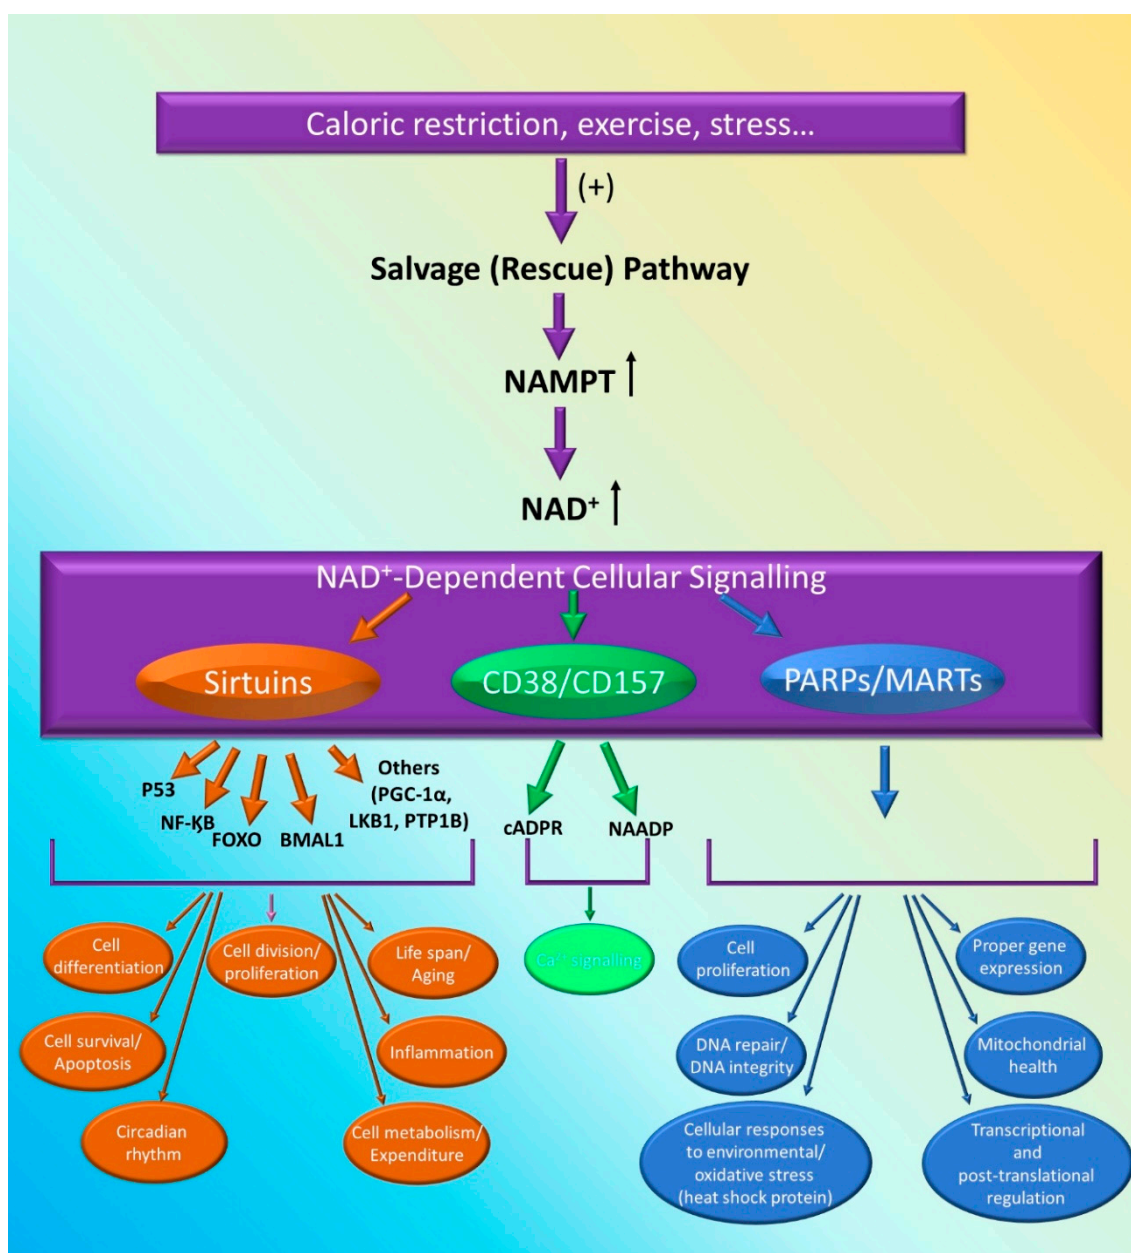 Caloric restriction, exercise, stress...
(+)
Salvage (Rescue) Pathway
NAMPT ↑
NAD⁺ ↑
NAD⁺-Dependent Cellular Signalling
Sirtuins
CD38/CD157
PARPs/MARTs
P53
NF-ƘB
FOXO
BMAL1
Others
(PGC-1α,
LKB1, PTP1B)
cADPR
NAADP
Cell
differentiation
Cell division/
proliferation
Life span/
Aging
Cell survival/
Apoptosis
Inflammation
Circadian
rhythm
Cell metabolism/
Expenditure
Ca²⁺ signalling
Cell
proliferation
Proper gene
expression
DNA repair/
DNA integrity
Mitochondrial
health
Cellular responses
to environmental/
oxidative stress
(heat shock protein)
Transcriptional
and
post-translational
regulation